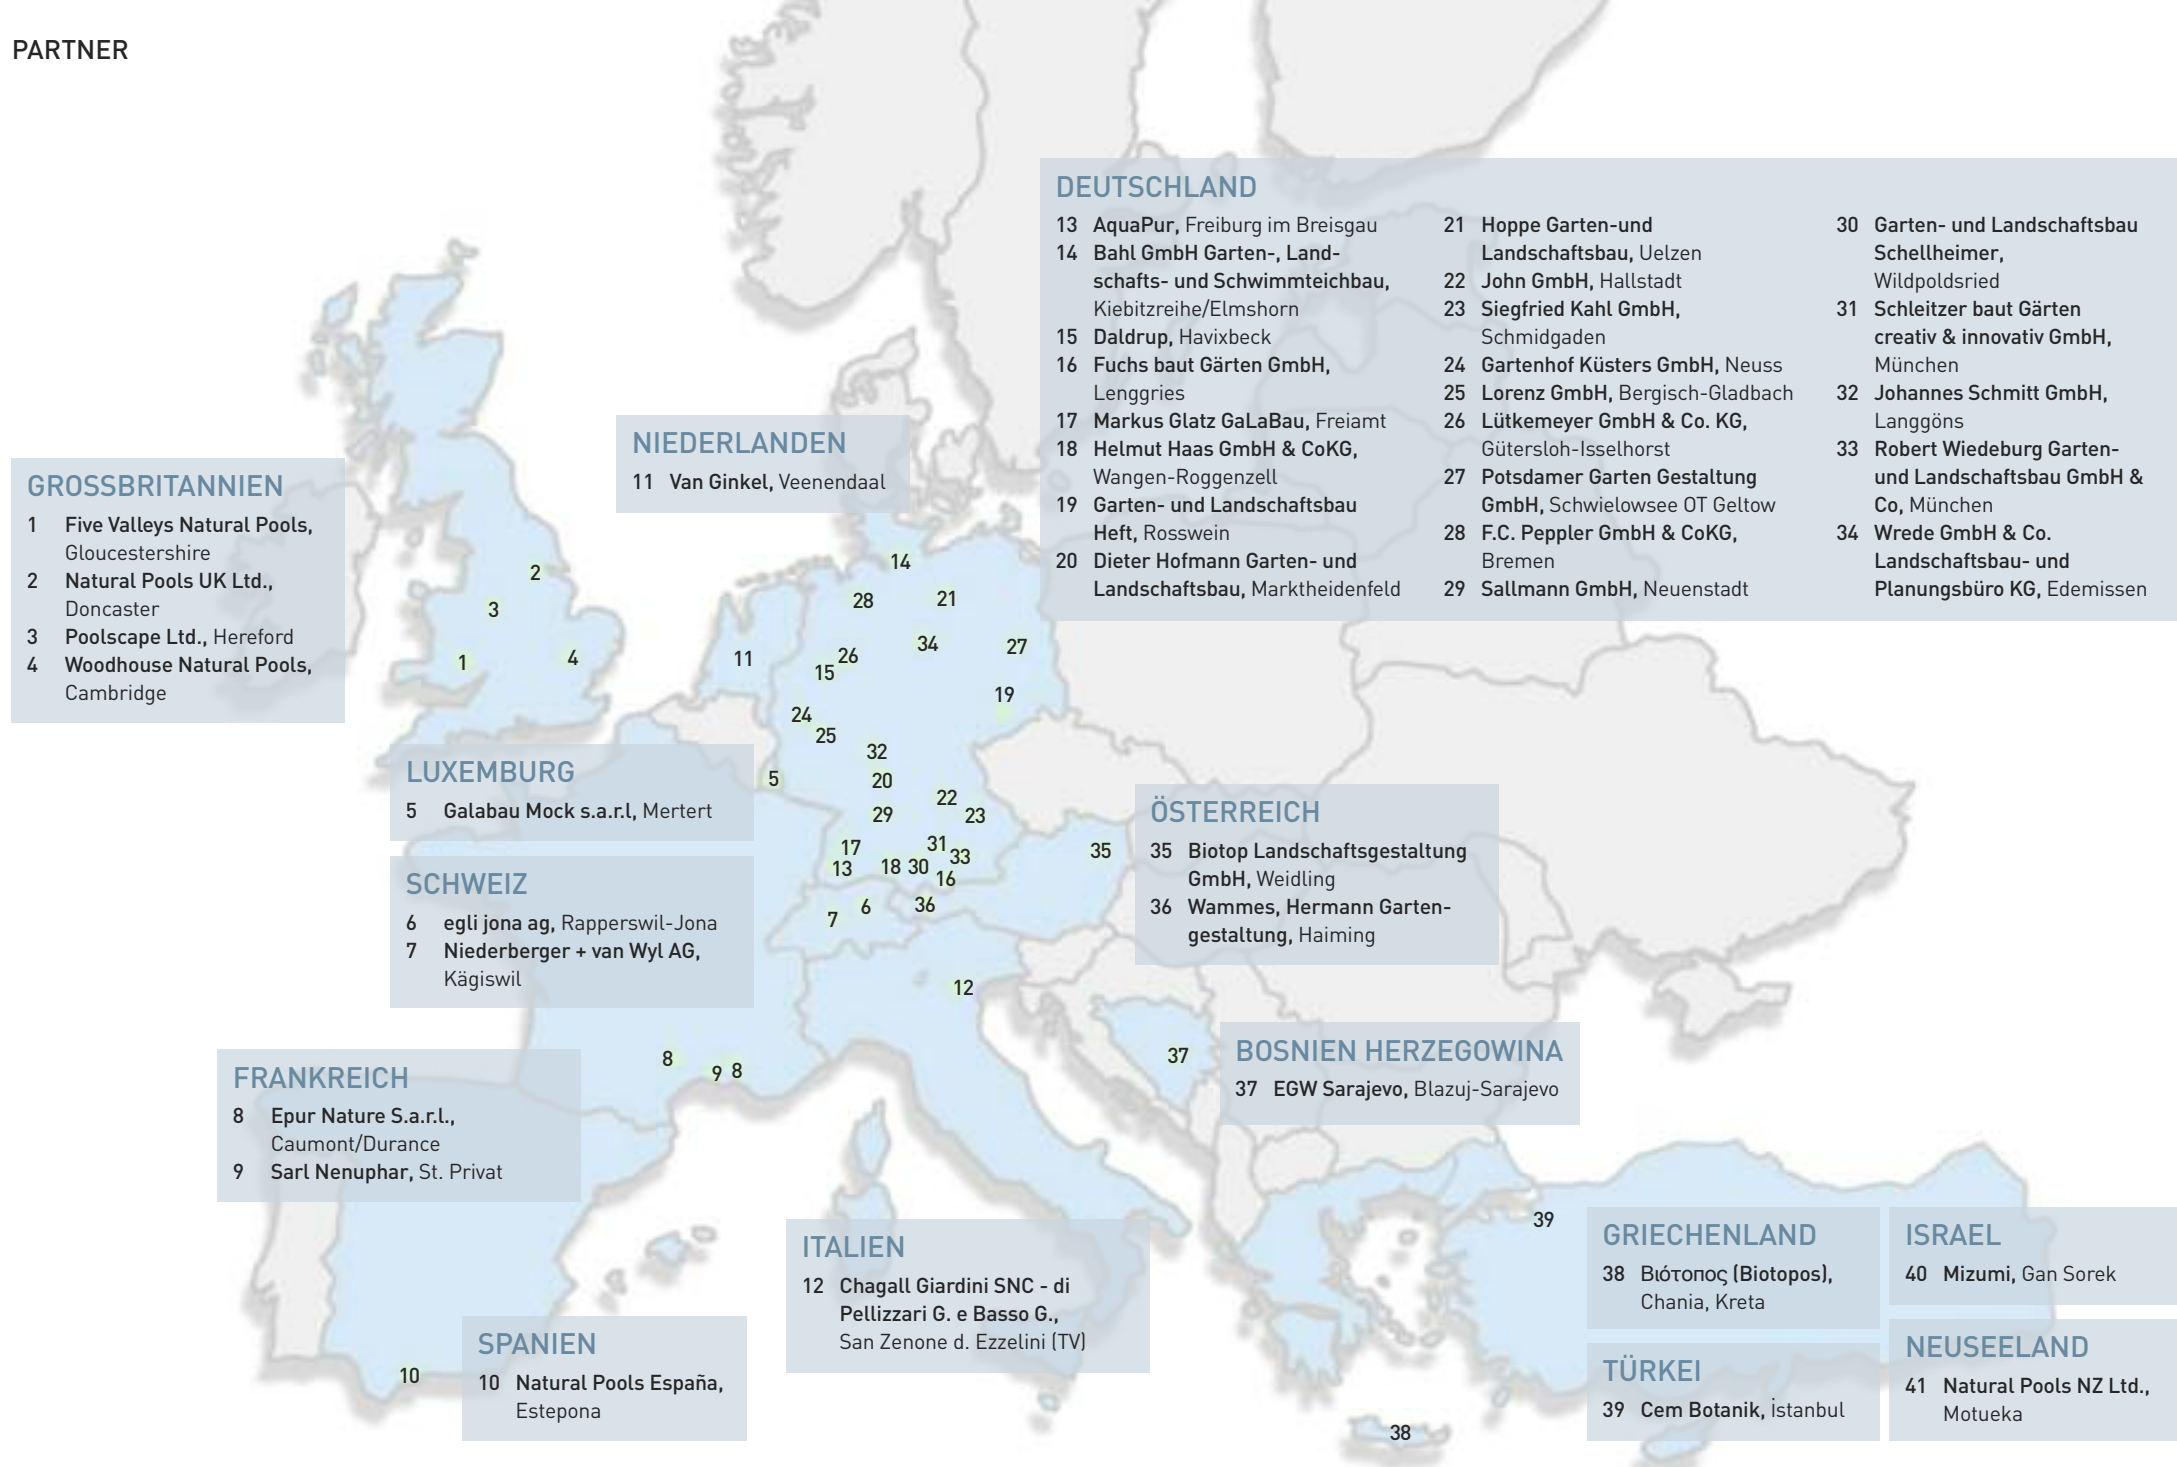 PARTNER
DEUTSCHLAND
13 AquaPur, Freiburg im Breisgau
14 Bahl GmbH Garten-, Land-
schafts- und Schwimmteichbau,
Kiebitzreihe/Elmshorn
15 Daldrup, Havixbeck
16 Fuchs baut Gärten GmbH,
Lenggries
17 Markus Glatz GaLaBau, Freiamt
18 Helmut Haas GmbH & CoKG,
Wangen-Roggenzell
19 Garten- und Landschaftsbau
Heft, Rosswein
20 Dieter Hofmann Garten- und
Landschaftsbau, Marktheidenfeld
21 Hoppe Garten-und
Landschaftsbau, Uelzen
22 John GmbH, Hallstadt
23 Siegfried Kahl GmbH,
Schmidgaden
24 Gartenhof Küsters GmbH, Neuss
25 Lorenz GmbH, Bergisch-Gladbach
26 Lütkemeyer GmbH & Co. KG,
Gütersloh-Isselhorst
27 Potsdamer Garten Gestaltung
GmbH, Schwielowsee OT Geltow
28 F.C. Peppler GmbH & CoKG,
Bremen
29 Sallmann GmbH, Neuenstadt
30 Garten- und Landschaftsbau
Schellheimer,
Wildpoldsried
31 Schleitzer baut Gärten
creativ & innovativ GmbH,
München
32 Johannes Schmitt GmbH,
Langgöns
33 Robert Wiedeburg Garten-
und Landschaftsbau GmbH &
Co, München
34 Wrede GmbH & Co.
Landschaftsbau- und
Planungsbüro KG, Edemissen
NIEDERLANDEN
11 Van Ginkel, Veenendaal
GROSSBRITANNIEN
1 Five Valleys Natural Pools,
Gloucestershire
2 Natural Pools UK Ltd.,
Doncaster
3 Poolscape Ltd., Hereford
4 Woodhouse Natural Pools,
Cambridge
2
3
1
4
14
28
21
11
26
15
34
27
19
24
25
32
5
20
22
29
23
17
31
33
13
18
30
16
35
7
6
36
12
LUXEMBURG
5 Galabau Mock s.a.r.l, Mertert
SCHWEIZ
6 egli jona ag, Rapperswil-Jona
7 Niederberger + van Wyl AG,
Kägiswil
ÖSTERREICH
35 Biotop Landschaftsgestaltung
GmbH, Weidling
36 Wammes, Hermann Garten-
gestaltung, Haiming
37
BOSNIEN HERZEGOWINA
37 EGW Sarajevo, Blazuj-Sarajevo
8
9
8
FRANKREICH
8 Epur Nature S.a.r.l.,
Caumont/Durance
9 Sarl Nenuphar, St. Privat
10
SPANIEN
10 Natural Pools España,
Estepona
ITALIEN
12 Chagall Giardini SNC - di
Pellizzari G. e Basso G.,
San Zenone d. Ezzelini (TV)
39
38
GRIECHENLAND
38 Βιότοπος (Biotopos),
Chania, Kreta
TÜRKEI
39 Cem Botanik, İstanbul
ISRAEL
40 Mizumi, Gan Sorek
NEUSEELAND
41 Natural Pools NZ Ltd.,
Motueka